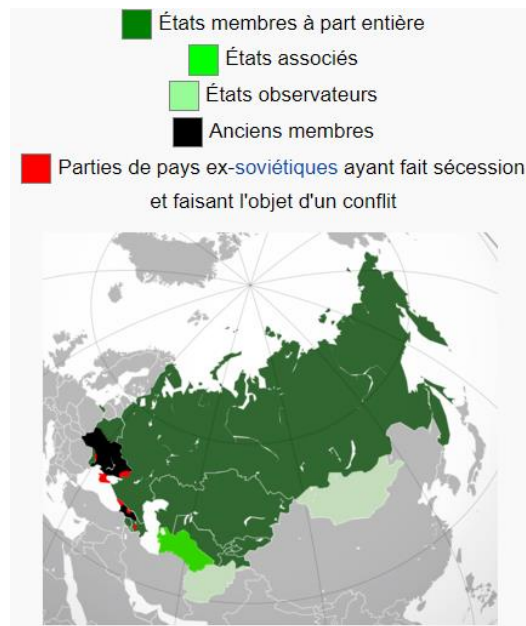 États membres à part entière
États associés
États observateurs
Anciens membres
Parties de pays ex-soviétiques ayant fait sécession
et faisant l'objet d'un conflit